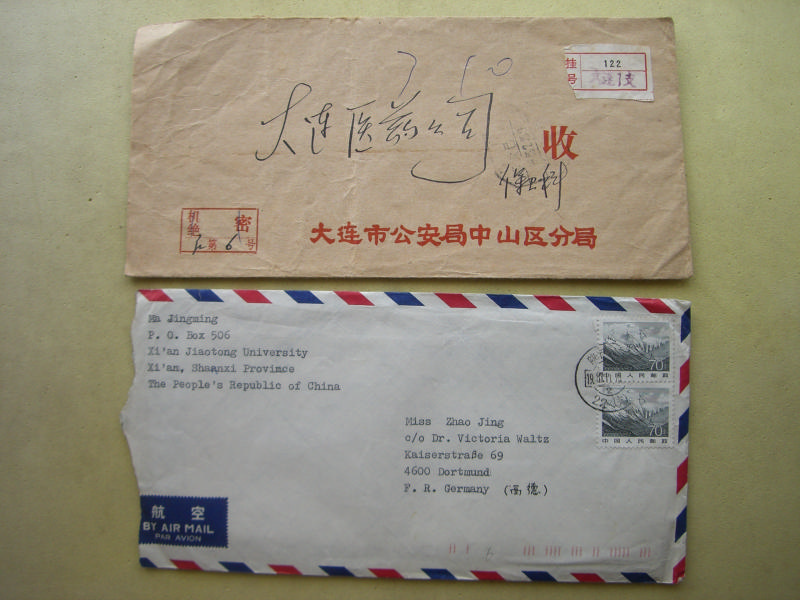 挂号
122
大连医药公司
收
保卫科
机绝密
第 6 号
大连市公安局中山区分局
Ma Jingming
P. O. Box 506
Xi'an Jiaotong University
Xi'an, Shaanxi Province
The People's Republic of China
70
中国人民邮政
70
中国人民邮政
Miss Zhao Jing
c/o Dr. Victoria Waltz
Kaiserstraße 69
4600 Dortmund
F. R. Germany (西德)
航空
BY AIR MAIL
PAR AVION